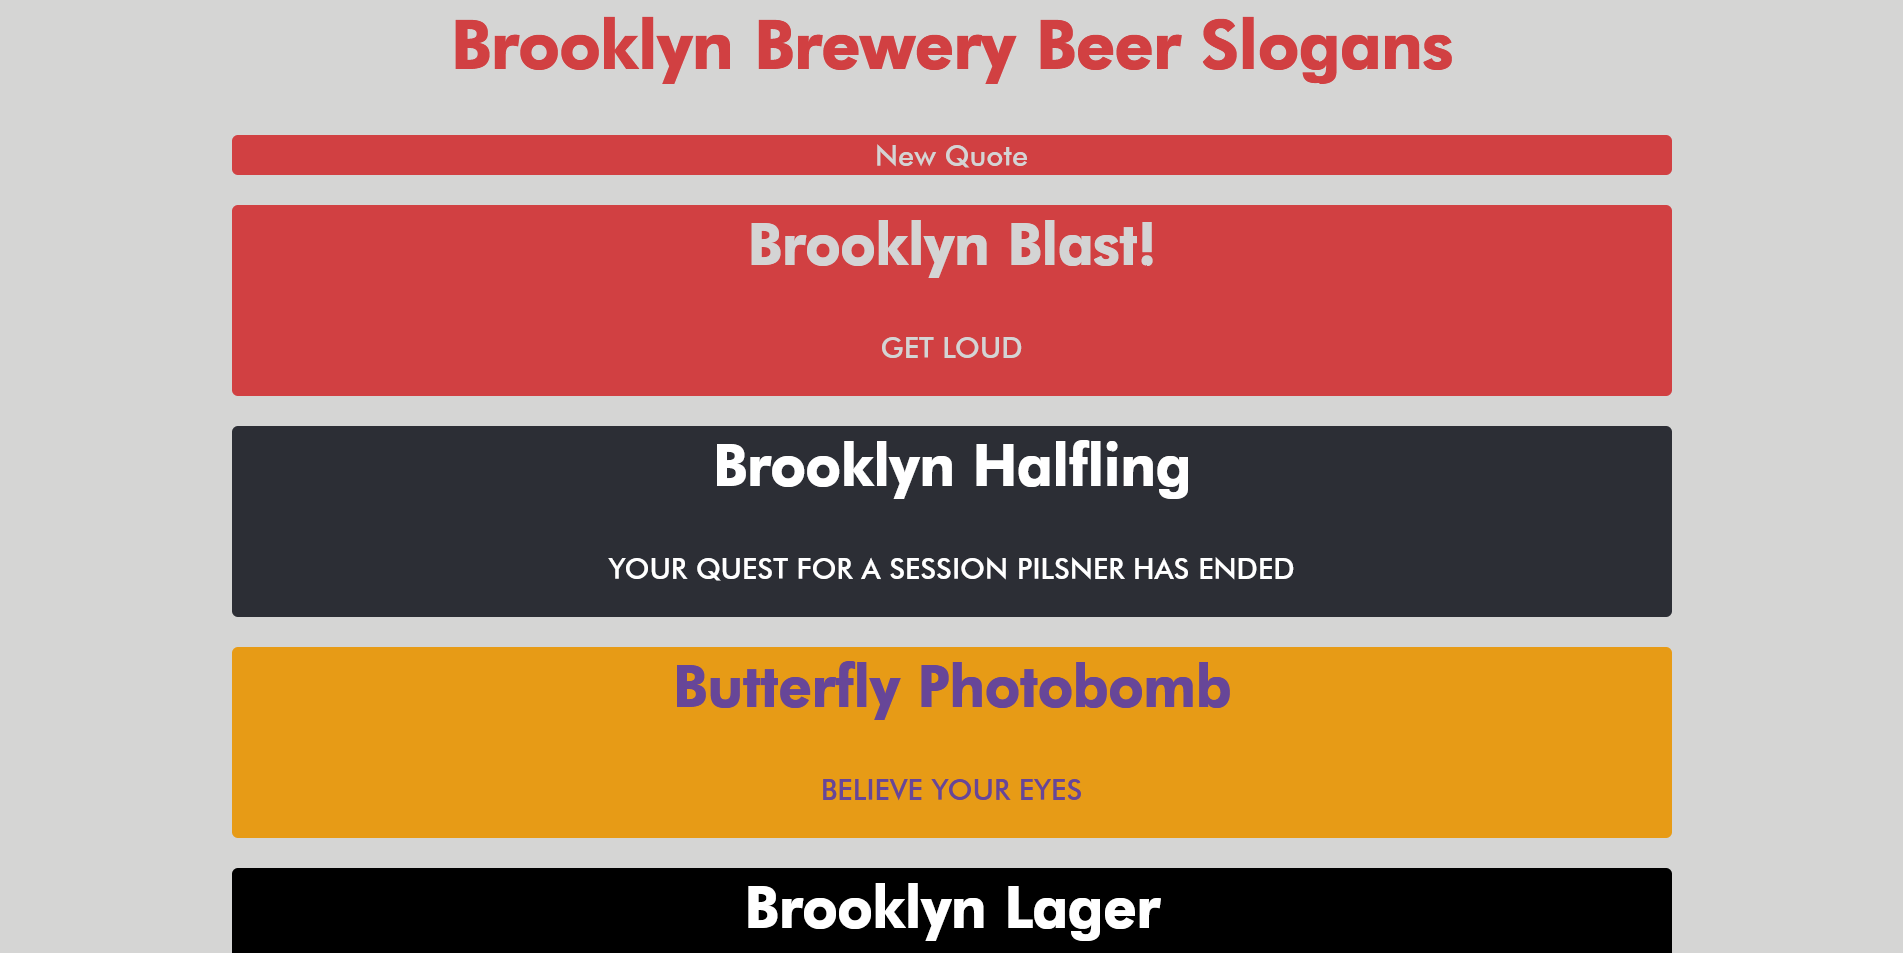 Brooklyn Brewery Beer Slogans
New Quote
Brooklyn Blast!
GET LOUD
Brooklyn Halfling
YOUR QUEST FOR A SESSION PILSNER HAS ENDED
Butterfly Photobomb
BELIEVE YOUR EYES
Brooklyn Lager